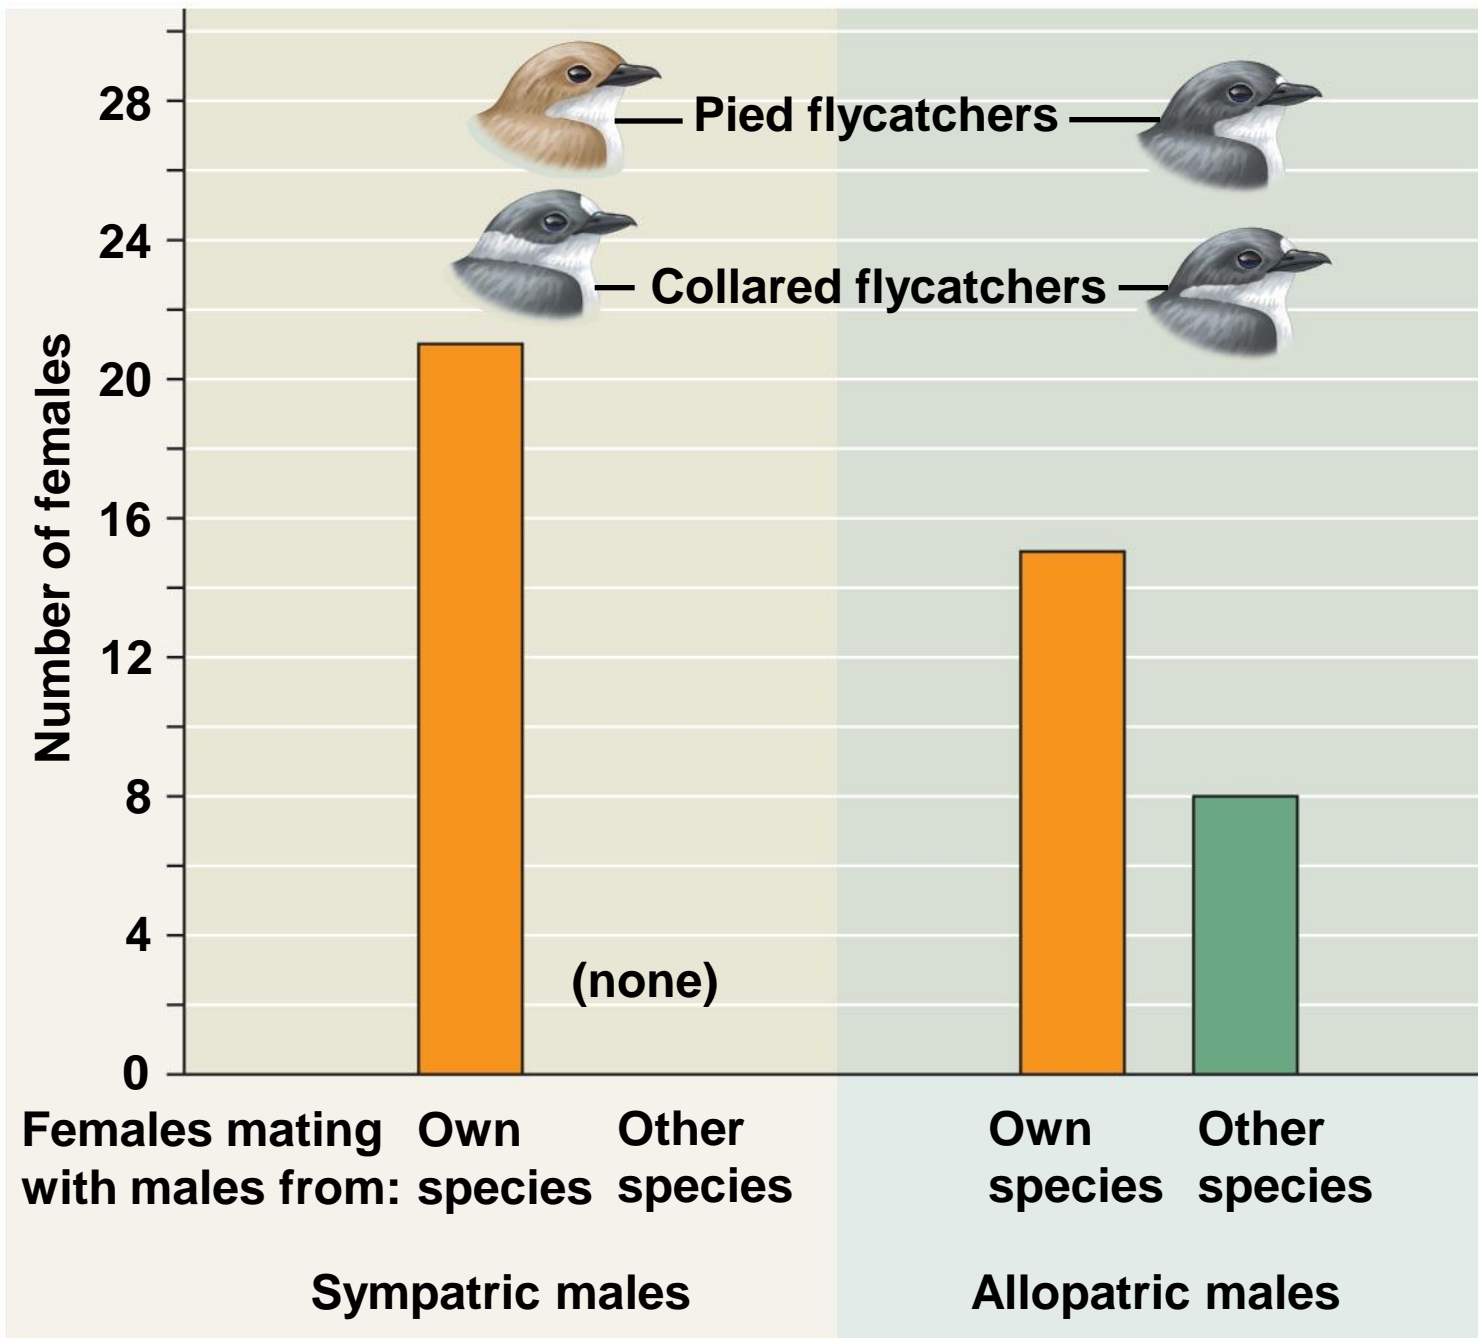 28
Pied flycatchers
24
Collared flycatchers
20
16
12
8
4
0
Number of females
(none)
Females mating
with males from:
Own
species
Other
species
Own
species
Other
species
Sympatric males
Allopatric males